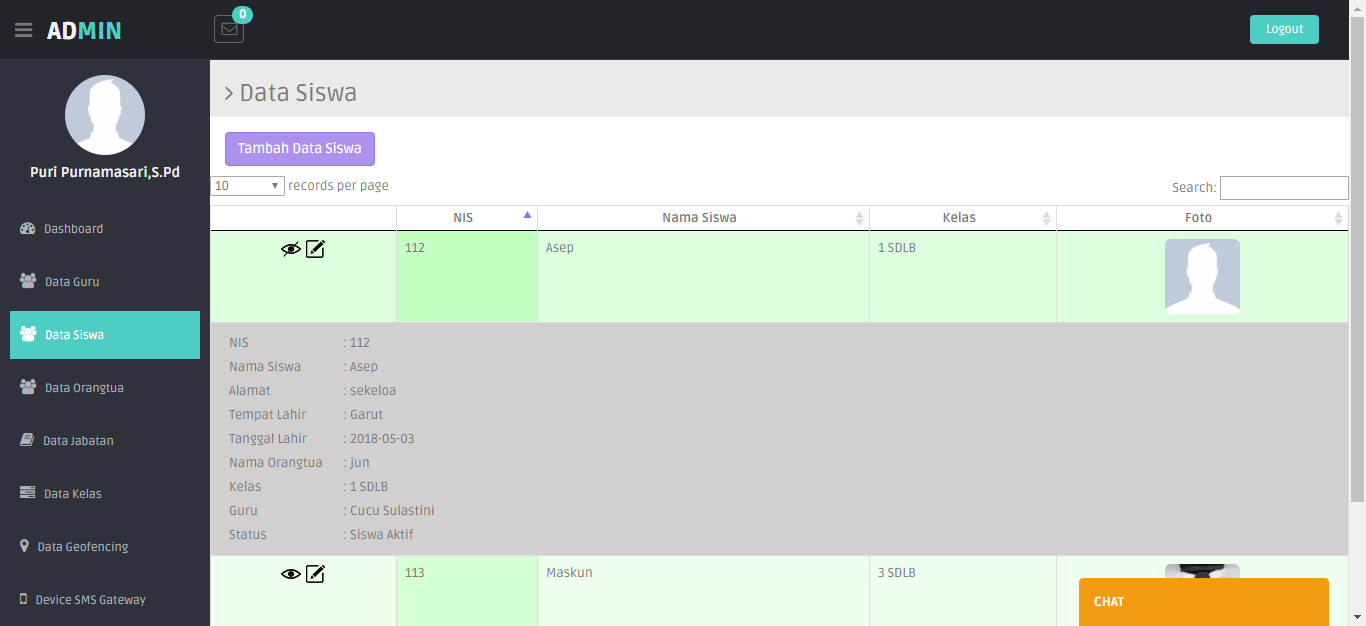 ADMIN
0
Logout
Puri Purnamasari,S.Pd
Dashboard
Data Guru
Data Siswa
Data Orangtua
Data Jabatan
Data Kelas
Data Geofencing
Device SMS Gateway
> Data Siswa
Tambah Data Siswa
10 records per page
Search:
NIS Nama Siswa Kelas Foto
112 Asep 1 SDLB
NIS : 112
Nama Siswa : Asep
Alamat : sekeloa
Tempat Lahir : Garut
Tanggal Lahir : 2018-05-03
Nama Orangtua : jun
Kelas : 1 SDLB
Guru : Cucu Sulastini
Status : Siswa Aktif
113 Maskun 3 SDLB
CHAT